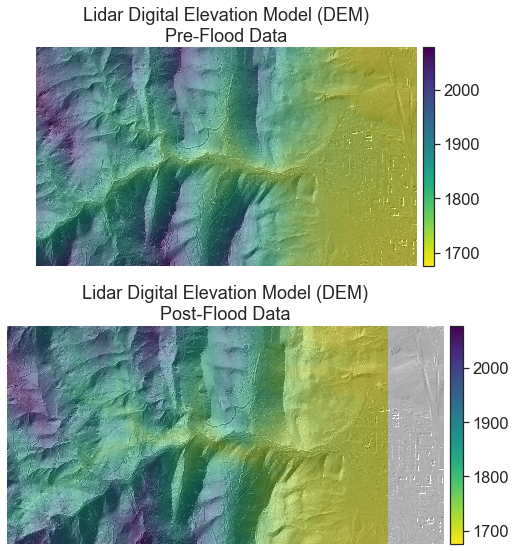 Lidar Digital Elevation Model (DEM)
Pre-Flood Data
2000
1900
1800
1700
Lidar Digital Elevation Model (DEM)
Post-Flood Data
2000
1900
1800
1700